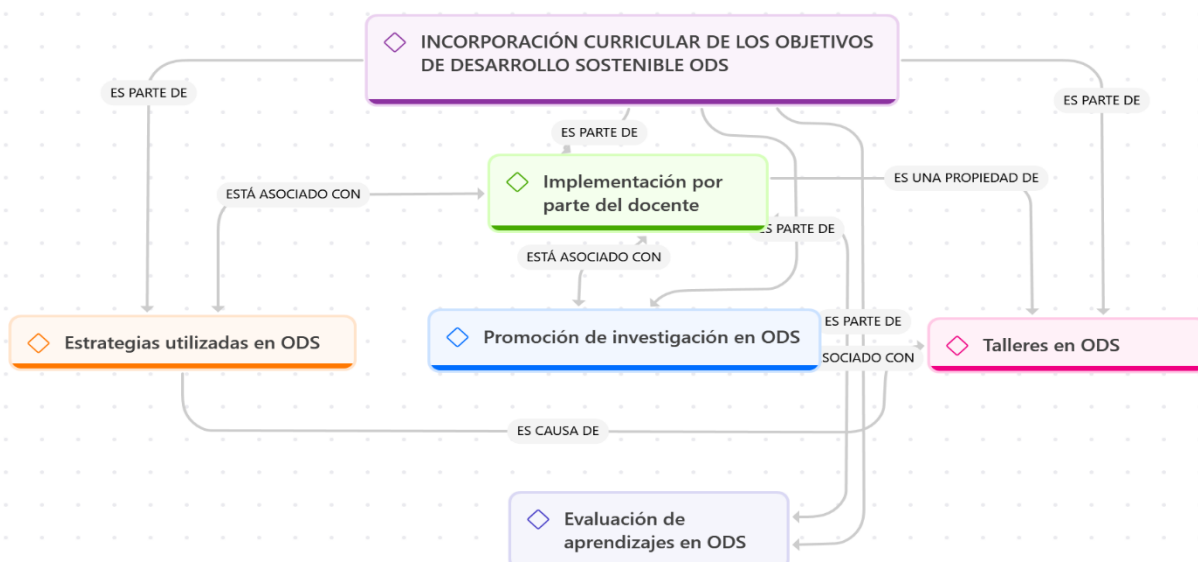 INCORPORACIÓN CURRICULAR DE LOS OBJETIVOS
DE DESARROLLO SOSTENIBLE ODS
ES PARTE DE
ES PARTE DE
ES PARTE DE
Implementación por
parte del docente
ES UNA PROPIEDAD DE
ESTÁ ASOCIADO CON
ES PARTE DE
ESTÁ ASOCIADO CON
ES PARTE DE
Estrategias utilizadas en ODS
Promoción de investigación en ODS
Talleres en ODS
CON
ES CAUSA DE
Evaluación de
aprendizajes en ODS